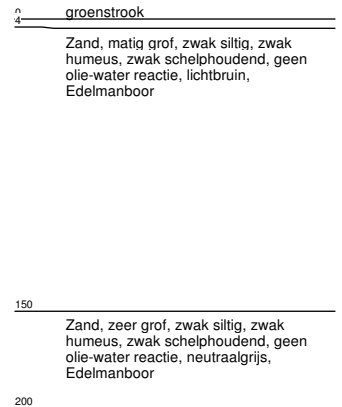 0 groenstrook
4
Zand, matig grof, zwak siltig, zwak
humeus, zwak schelphoudend, geen
olie-water reactie, lichtbruin,
Edelmanboor
150
Zand, zeer grof, zwak siltig, zwak
humeus, zwak schelphoudend, geen
olie-water reactie, neutraalgrijs,
Edelmanboor
200